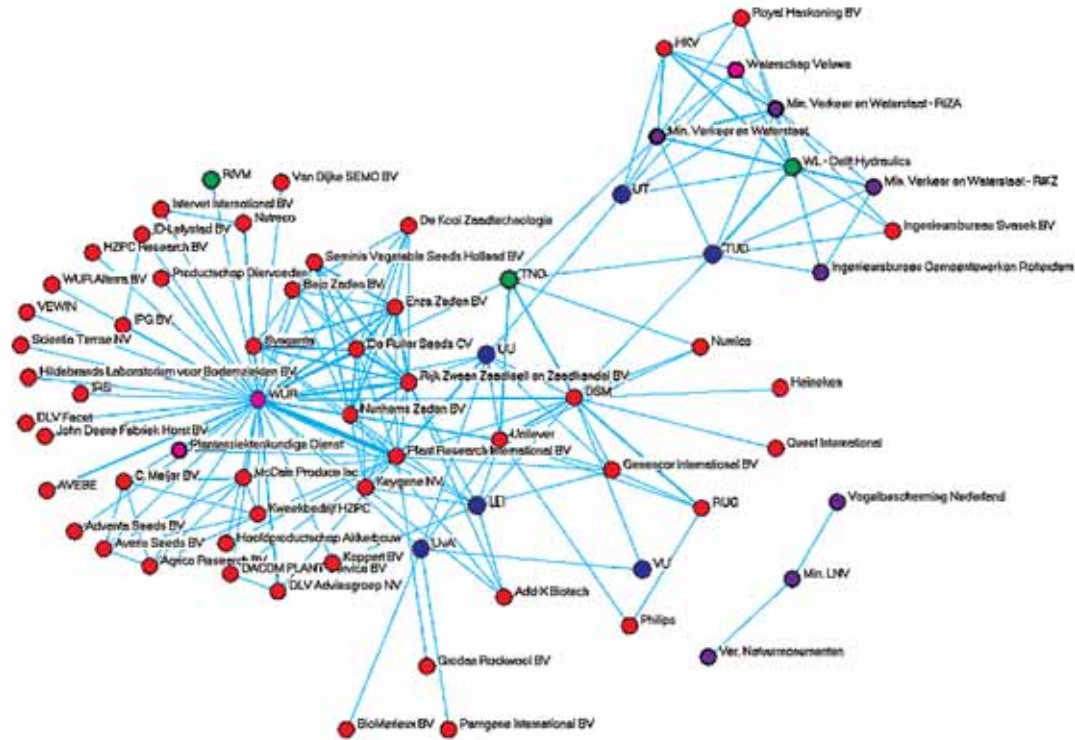 Royal Haskoning BV
HKV
Waterschap Veluwe
Min. Verkeer en Waterstaat - RIZA
Min. Verkeer en Waterstaat
WL - Delft Hydraulics
RIVM
Van Dijke SEMO BV
UT
Min. Verkeer en Waterstaat - RIKZ
Intervet International BV
Nutreco
De Kooi Zaadtechnologie
Ingenieursbureau Svasek BV
JD-Lelystad BV
HZPC Research BV
Seminis Vegetable Seeds Holland BV
TUD
WUR Alterra BV
Productschap Diervoeder
TNO
Ingenieursbureau Gemeentewerken Rotterdam
Bejo Zaden BV
VEWIN
IPG BV
Enza Zaden BV
Scientia Terrae NV
Syngenta
De Ruiter Seeds CV
UU
Numico
Hildebrands Laboratorium voor Bodemziekten BV
Rijk Zwaan Zaadteelt en Zaadhandel BV
IRS
WUR
DSM
Heineken
DLV Facet
Nunhems Zaden BV
John Deere Fabriek Horst BV
Plantenziektenkundige Dienst
Unilever
Quest International
Plant Research International BV
C. Meijer BV
McCain Produce Inc
Genencor International BV
AVEBE
Keygene NV
LEI
RUG
Vogelbescherming Nederland
Kweekbedrijf HZPC
Adventa Seeds BV
Averis Seeds BV
Hoofdproductschap Akkerbouw
UvA
Agrico Research BV
Koppert BV
DACOM PLANT Service BV
VU
Min. LNV
DLV Adviesgroep NV
Add-X Biotech
Philips
Ver. Natuurmonumenten
Grodan Rockwool BV
BioMerieux BV
Pamgene International BV